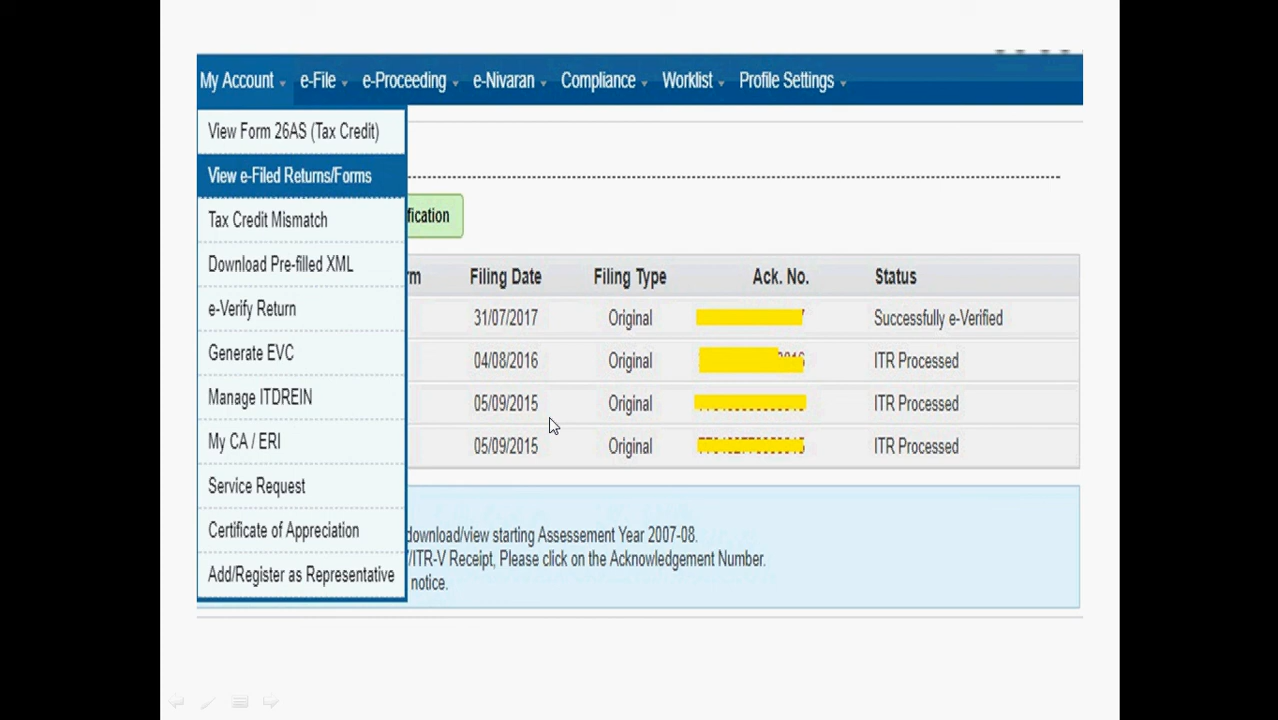 My Account e-File e-Proceeding e-Nivaran Compliance Worklist Profile Settings
View Form 26AS (Tax Credit)
View e-Filed Returns/Forms
Tax Credit Mismatch
Download Pre-filled XML
e-Verify Return
Generate EVC
Manage ITDREIN
My CA / ERI
Service Request
Certificate of Appreciation
Add/Register as Representative
fication
rm Filing Date Filing Type Ack. No. Status
31/07/2017 Original Successfully e-Verified
04/08/2016 Original ITR Processed
05/09/2015 Original ITR Processed
05/09/2015 Original ITR Processed
download/view starting Assessement Year 2007-08.
/ITR-V Receipt, Please click on the Acknowledgement Number.
notice.